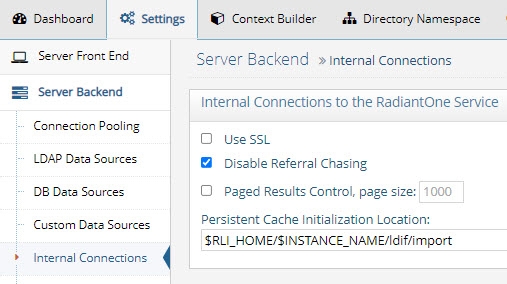 Dashboard Settings Context Builder Directory Namespace
Server Front End
Server Backend
Connection Pooling
LDAP Data Sources
DB Data Sources
Custom Data Sources
Internal Connections
Server Backend » Internal Connections
Internal Connections to the RadiantOne Service
Use SSL
Disable Referral Chasing
Paged Results Control, page size: 1000
Persistent Cache Initialization Location:
$RLI_HOME/$INSTANCE_NAME/ldif/import